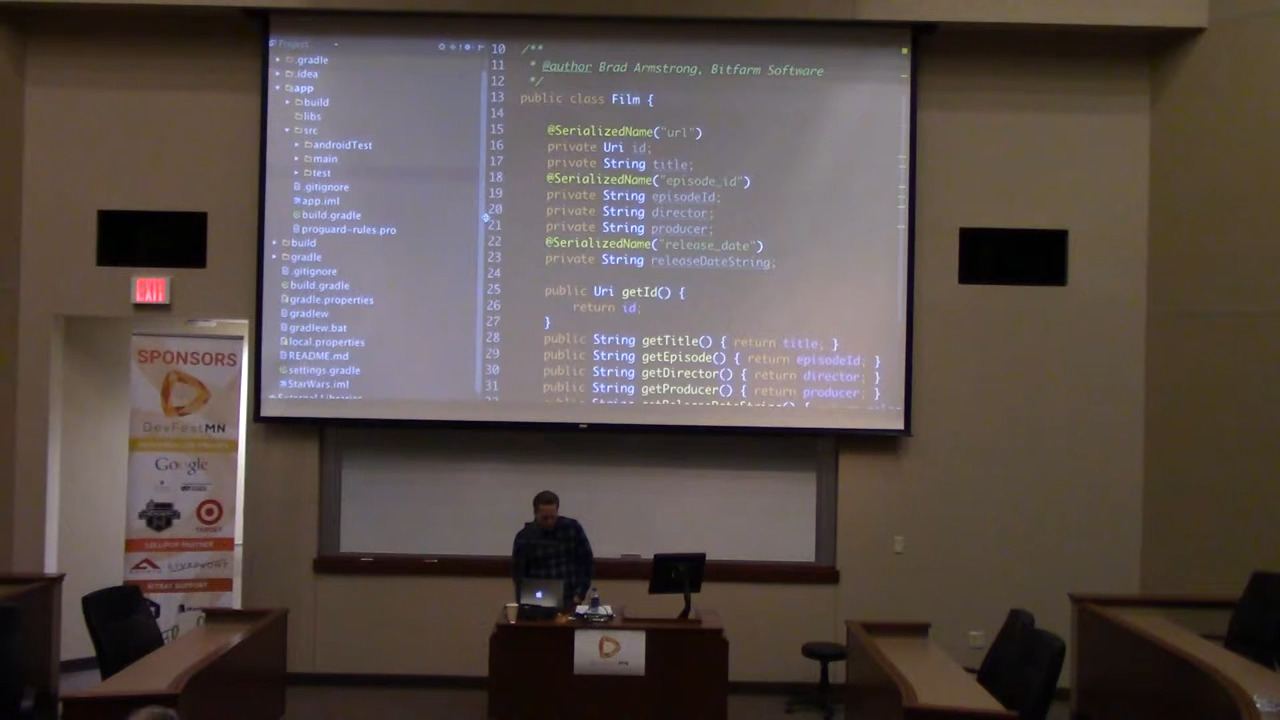 Project
.gradle
.idea
app
build
libs
src
androidTest
main
test
.gitignore
app.iml
build.gradle
proguard-rules.pro
build
gradle
.gitignore
build.gradle
gradle.properties
gradlew
gradlew.bat
local.properties
README.md
settings.gradle
StarWars.iml
External Libraries
10 /**
11 * @author Brad Armstrong, Bitfarm Software
12 */
13 public class Film {
14
15 @SerializedName("url")
16 private Uri id;
17 private String title;
18 @SerializedName("episode_id")
19 private String episodeId;
20 private String director;
21 private String producer;
22 @SerializedName("release_date")
23 private String releaseDateString;
24
25 public Uri getId() {
26 return id;
27 }
28 public String getTitle() { return title; }
29 public String getEpisode() { return episodeId; }
30 public String getDirector() { return director; }
31 public String getProducer() { return producer; }
EXIT
SPONSORS
DevFestMN
Google
TARGET
LOLLIPOP PARTNER
KITKAT SUPPORT